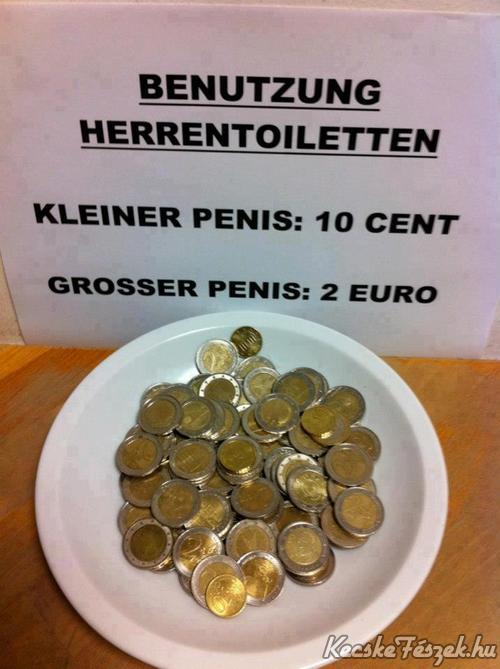 BENUTZUNG
HERRENTOILETTEN
KLEINER PENIS: 10 CENT
GROSSER PENIS: 2 EURO
KecskeFészek.hu